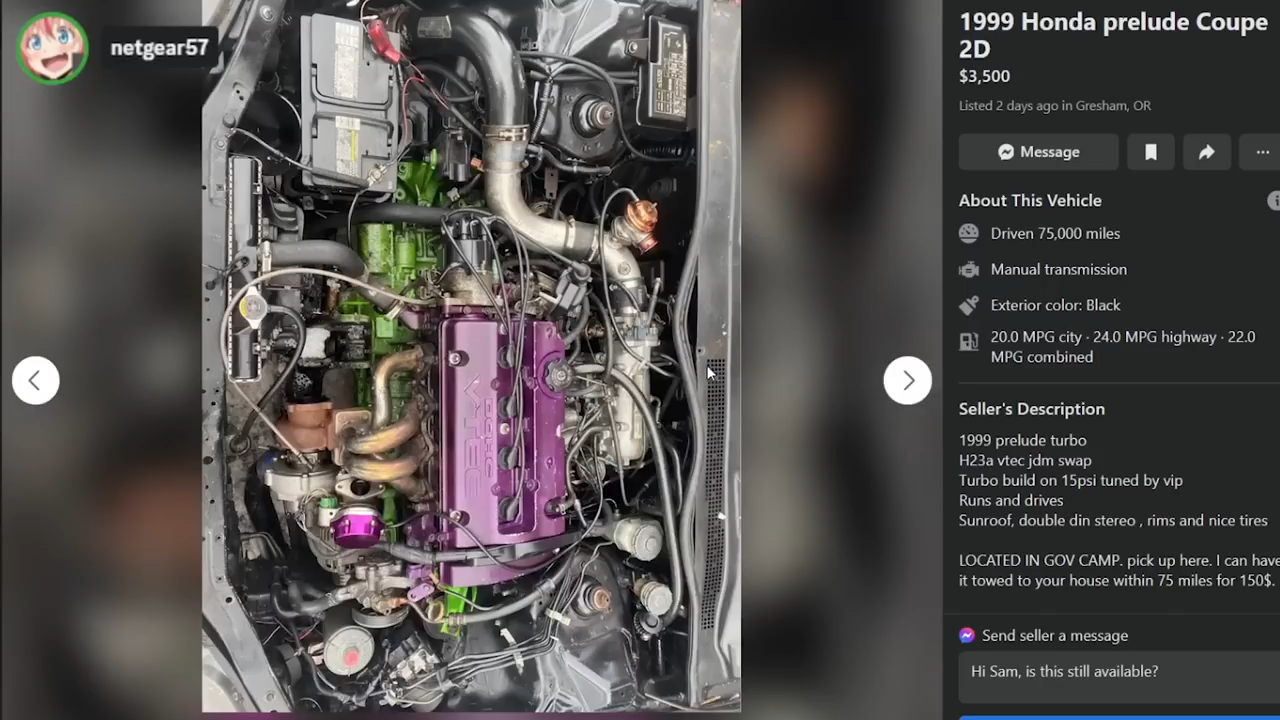 netgear57
DOHC
VTEC
1999 Honda prelude Coupe
2D
$3,500
Listed 2 days ago in Gresham, OR
Message
About This Vehicle
Driven 75,000 miles
Manual transmission
Exterior color: Black
20.0 MPG city · 24.0 MPG highway · 22.0
MPG combined
Seller's Description
1999 prelude turbo
H23a vtec jdm swap
Turbo build on 15psi tuned by vip
Runs and drives
Sunroof, double din stereo , rims and nice tires
LOCATED IN GOV CAMP. pick up here. I can have
it towed to your house within 75 miles for 150$.
Send seller a message
Hi Sam, is this still available?